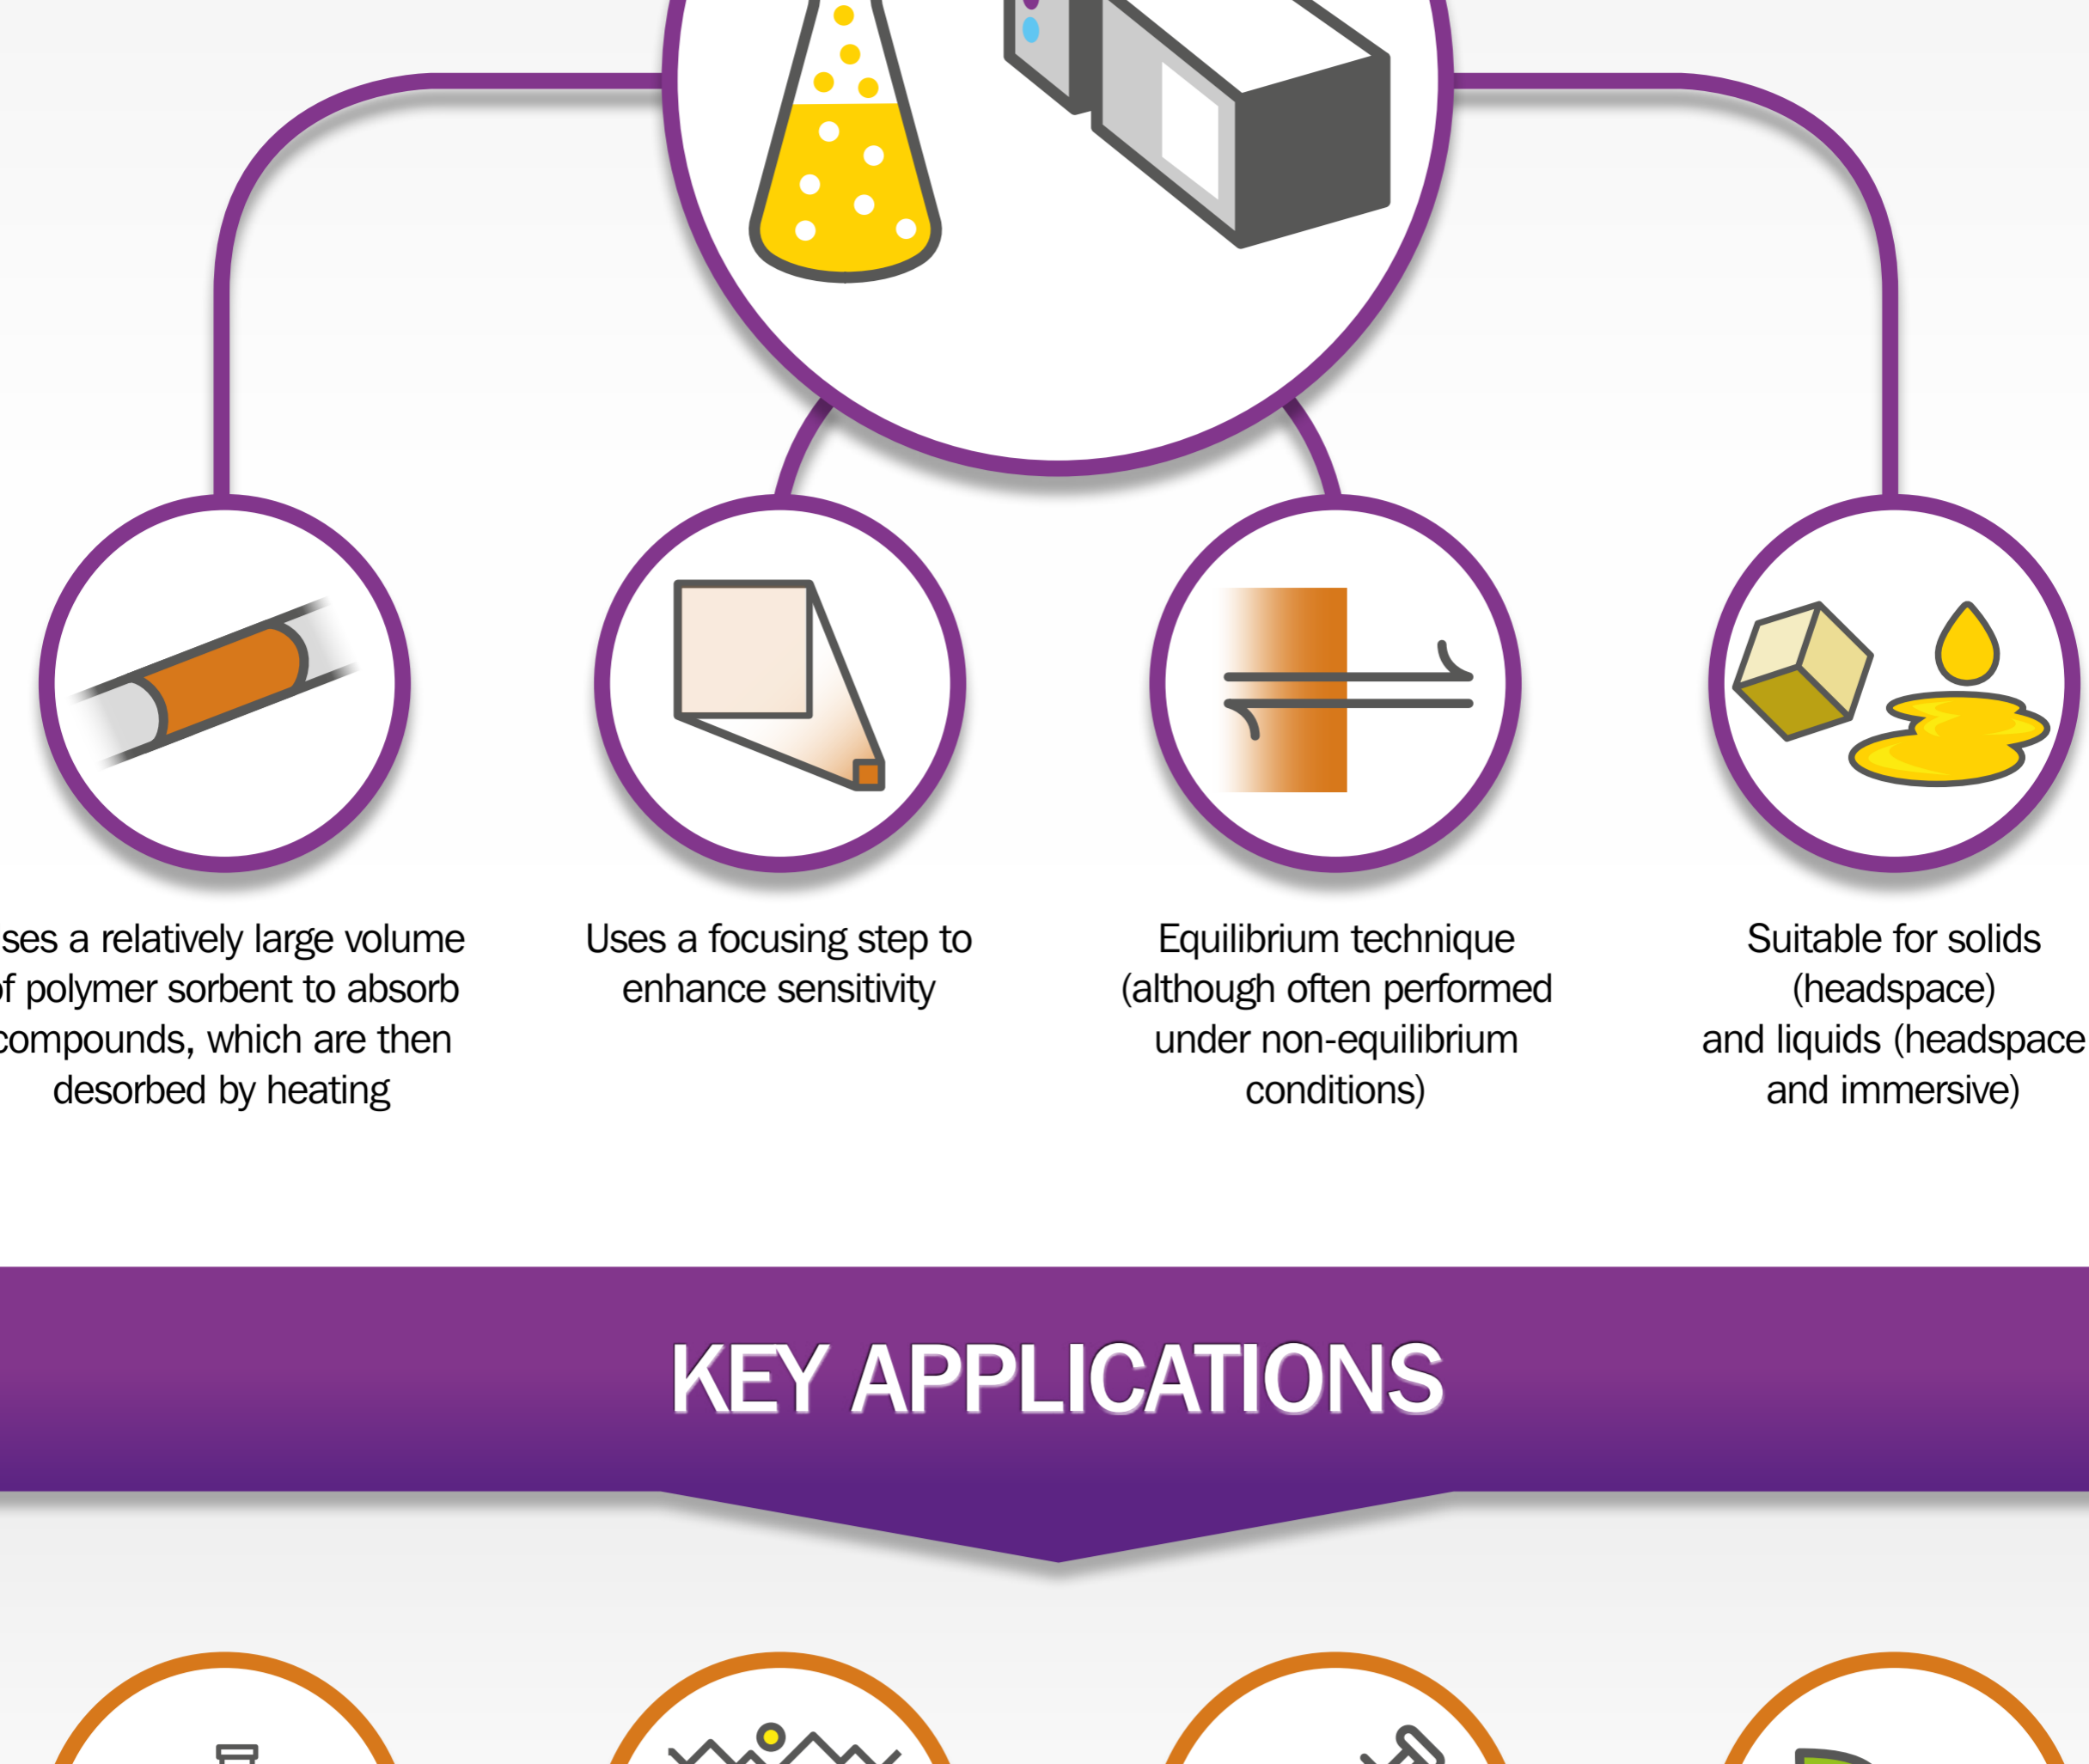 ses a relatively large volume
of polymer sorbent to absorb
compounds, which are then
desorbed by heating
Uses a focusing step to
enhance sensitivity
Equilibrium technique
(although often performed
under non-equilibrium
conditions)
Suitable for solids
(headspace)
and liquids (headspace
and immersive)
KEY APPLICATIONS